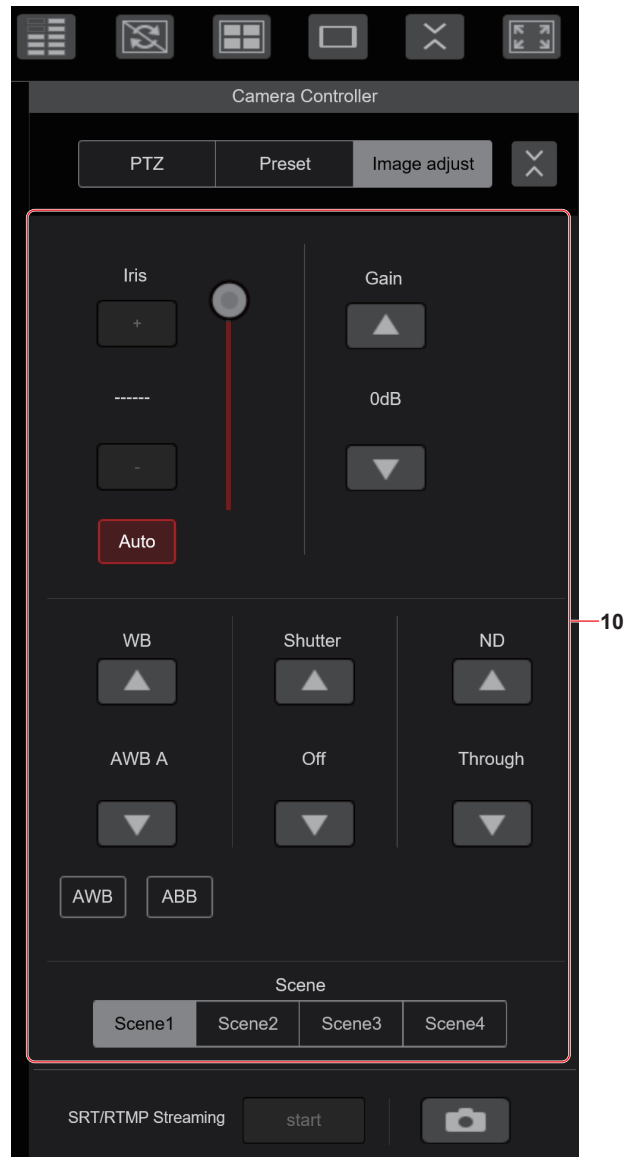 Camera Controller
PTZ Preset Image adjust
Iris Gain
+
------ 0dB
-
Auto
10
WB Shutter ND
AWB A Off Through
AWB ABB
Scene
Scene1 Scene2 Scene3 Scene4
SRT/RTMP Streaming start